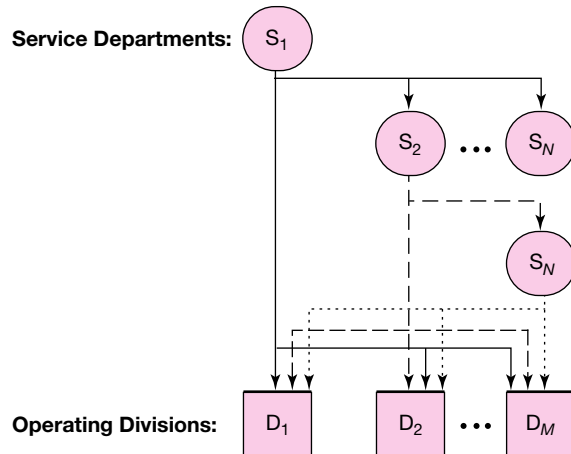 Service Departments: S1
S2 ••• SN
SN
Operating Divisions: D1 D2 ••• DM